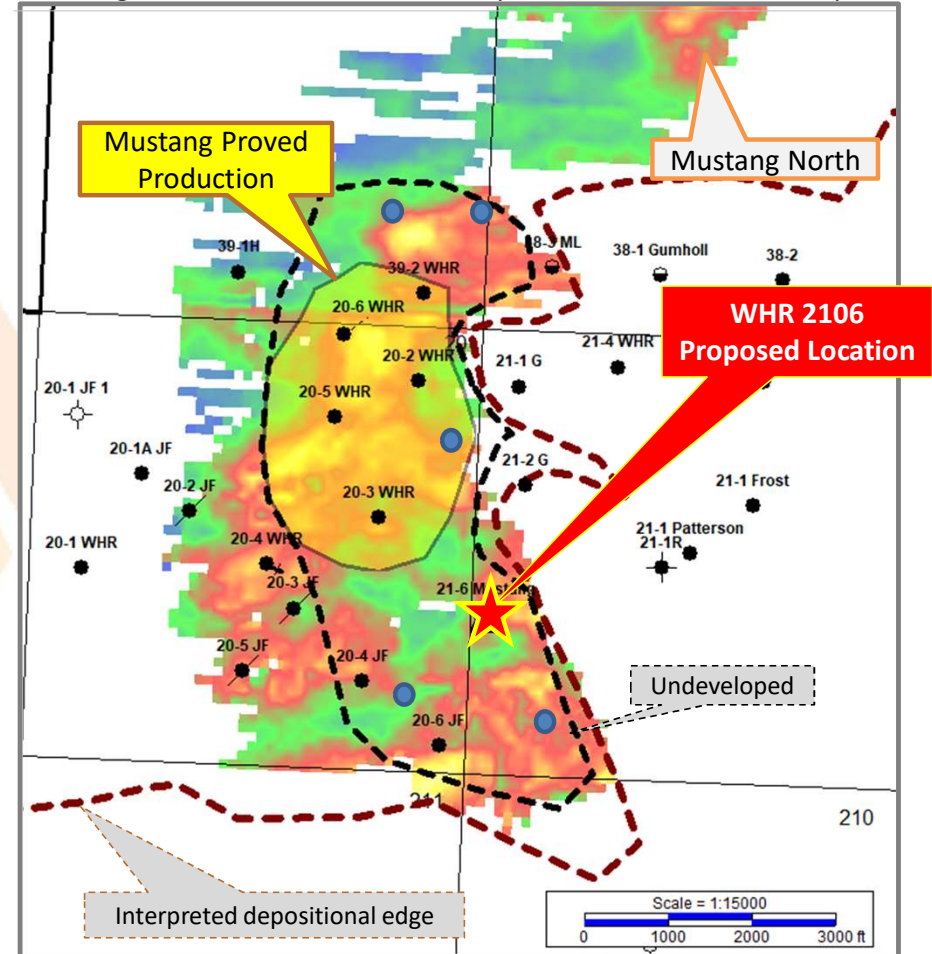 Mustang Proved
Production
Mustang North
39-1H
8-3 ML
38-1 Gumholl
38-2
39-2 WHR
20-6 WHR
WHR 2106
Proposed Location
20-2 WHR
21-1 G
21-4 WHR
20-1 JF 1
20-5 WHR
20-1A JF
21-2 G
20-2 JF
20-3 WHR
21-1 Frost
20-1 WHR
20-4 WHR
21-1 Patterson
21-1R
20-3 JF
21-6 Mustang
20-5 JF
20-4 JF
Undeveloped
20-6 JF
211
210
Interpreted depositional edge
Scale = 1:15000
0 1000 2000 3000 ft